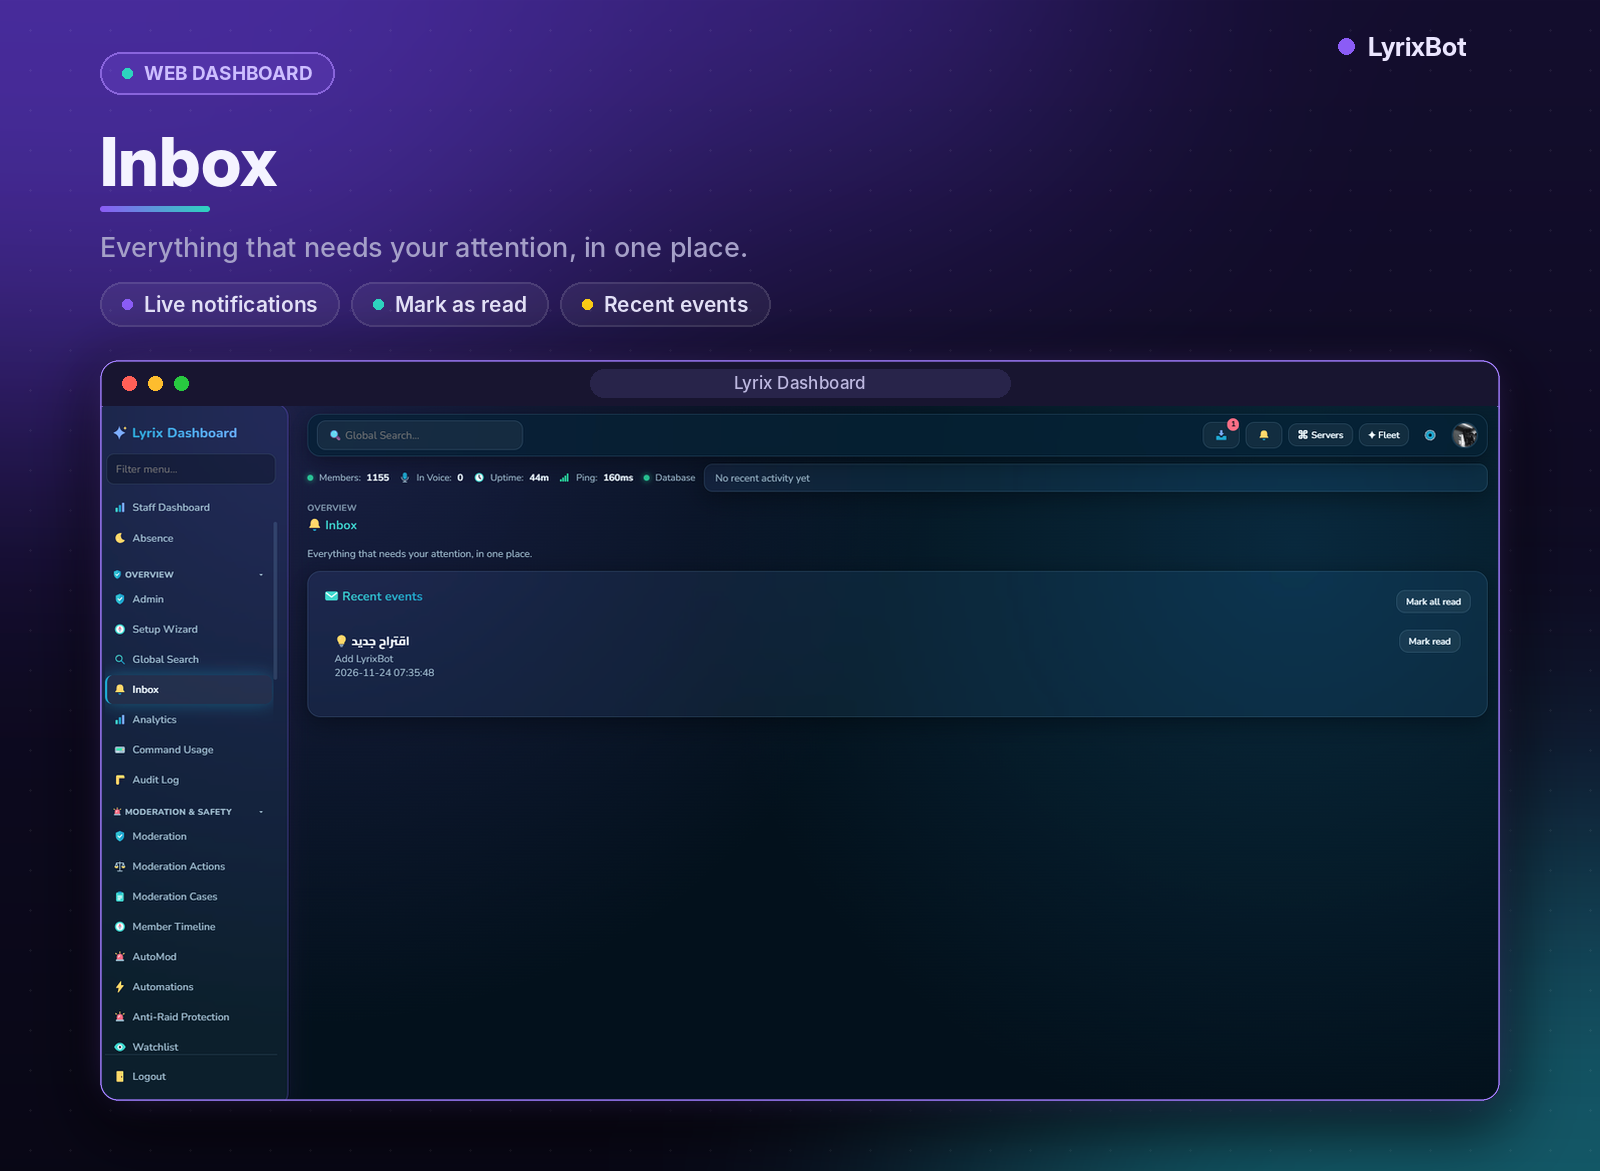 WEB DASHBOARD
LyrixBot
Inbox
Everything that needs your attention, in one place.
Live notifications
Mark as read
Recent events
Lyrix Dashboard
Lyrix Dashboard
Filter menu...
Staff Dashboard
Absence
OVERVIEW
Admin
Setup Wizard
Global Search
Inbox
Analytics
Command Usage
Audit Log
MODERATION & SAFETY
Moderation
Moderation Actions
Moderation Cases
Member Timeline
AutoMod
Automations
Anti-Raid Protection
Watchlist
Logout
Global Search...
1
Servers
Fleet
Members: 1155
In Voice: 0
Uptime: 44m
Ping: 160ms
Database
No recent activity yet
OVERVIEW
Inbox
Everything that needs your attention, in one place.
Recent events
Mark all read
اقتراح جديد
Mark read
Add LyrixBot
2026-11-24 07:35:48